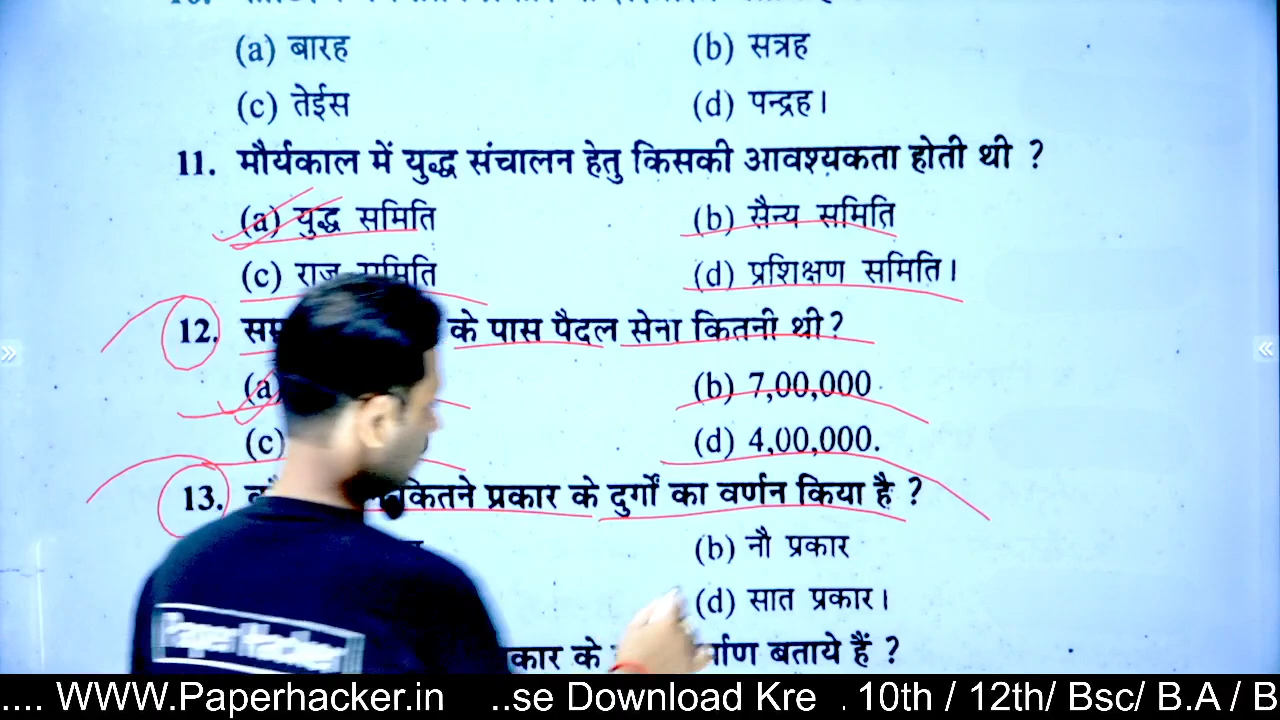 (a) बारह (b) सत्रह
(c) तेईस (d) पन्द्रह।
11. मौर्यकाल में युद्ध संचालन हेतु किसकी आवश्यकता होती थी ?
(a) युद्ध समिति (b) सैन्य समिति
(c) राज समिति (d) प्रशिक्षण समिति।
12. के पास पैदल सेना कितनी थी?
(a) (b) 7,00,000
(c) (d) 4,00,000.
13. कितने प्रकार के दुर्गों का वर्णन किया है ?
(b) नौ प्रकार
(d) सात प्रकार।
के बताये हैं ?
Paper Hacker
.... WWW.Paperhacker.in ..se Download Kre . 10th / 12th/ Bsc/ B.A / B